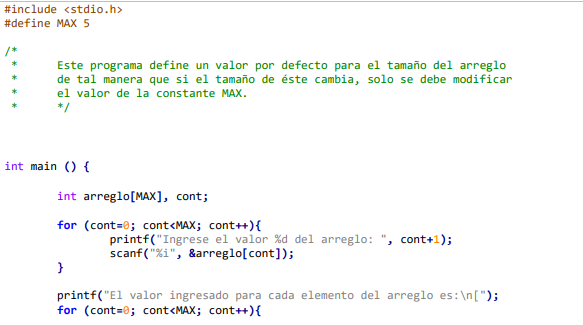 #include <stdio.h>
#define MAX 5
/*
* Este programa define un valor por defecto para el tamaño del arreglo
* de tal manera que si el tamaño de éste cambia, solo se debe modificar
* el valor de la constante MAX.
* */
int main () {
int arreglo[MAX], cont;
for (cont=0; cont<MAX; cont++){
printf("Ingrese el valor %d del arreglo: ", cont+1);
scanf("%i", &arreglo[cont]);
}
printf("El valor ingresado para cada elemento del arreglo es:\n[");
for (cont=0; cont<MAX; cont++){